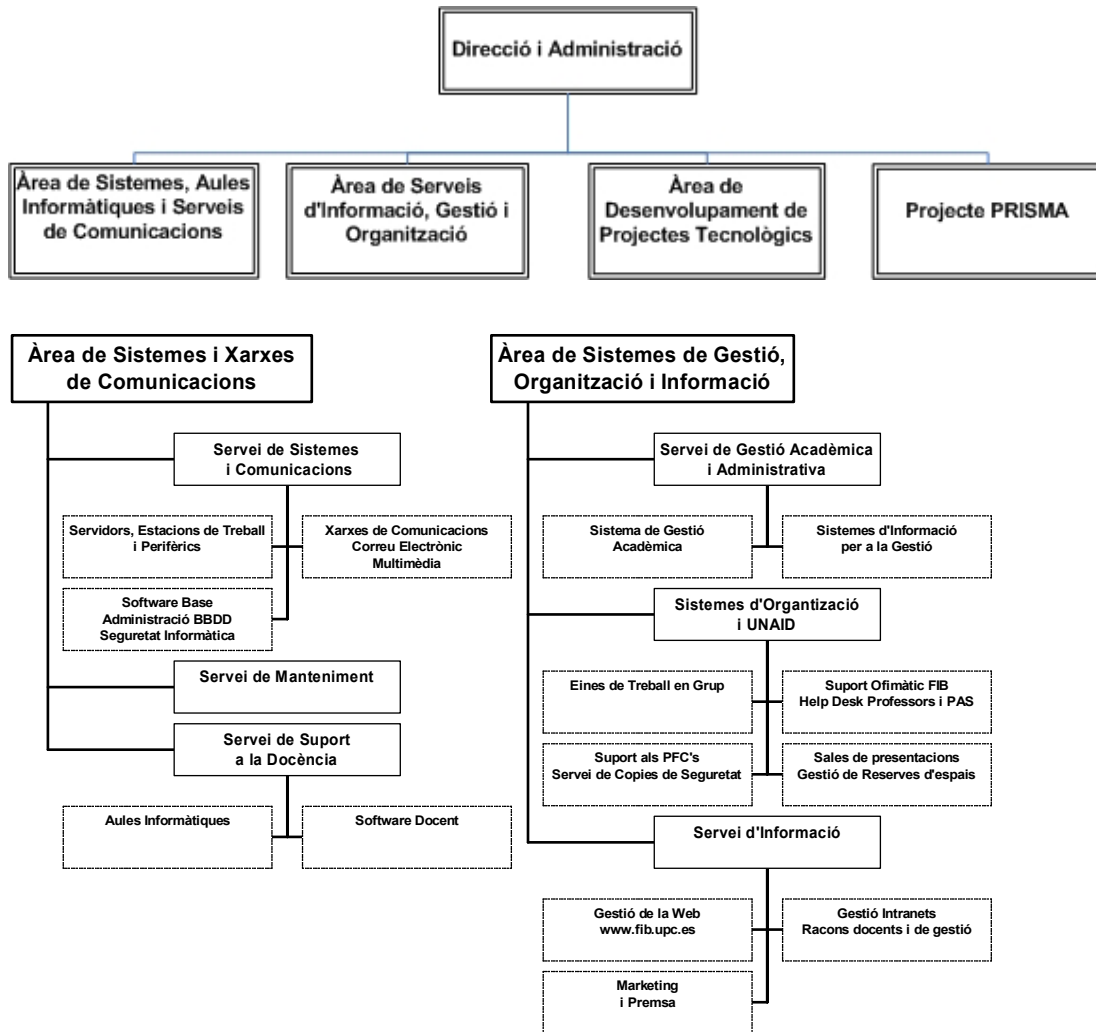 Direcció i Administració
Àrea de Sistemes, Aules
Informàtiques i Serveis
de Comunicacions
Àrea de Serveis
d'Informació, Gestió i
Organització
Àrea de
Desenvolupament de
Projectes Tecnològics
Projecte PRISMA
Àrea de Sistemes i Xarxes
de Comunicacions
Servei de Sistemes
i Comunicacions
Servidors, Estacions de Treball
i Perifèrics
Xarxes de Comunicacions
Correu Electrònic
Multimèdia
Software Base
Administració BBDD
Seguretat Informàtica
Servei de Manteniment
Servei de Suport
a la Docència
Aules Informàtiques
Software Docent
Àrea de Sistemes de Gestió,
Organització i Informació
Servei de Gestió Acadèmica
i Administrativa
Sistema de Gestió
Acadèmica
Sistemes d'Informació
per a la Gestió
Sistemes d'Organtizació
i UNAID
Eines de Treball en Grup
Suport Ofimàtic FIB
Help Desk Professors i PAS
Suport als PFC's
Servei de Copies de Seguretat
Sales de presentacions
Gestió de Reserves d'espais
Servei d'Informació
Gestió de la Web
www.fib.upc.es
Gestió Intranets
Racons docents i de gestió
Marketing
i Premsa